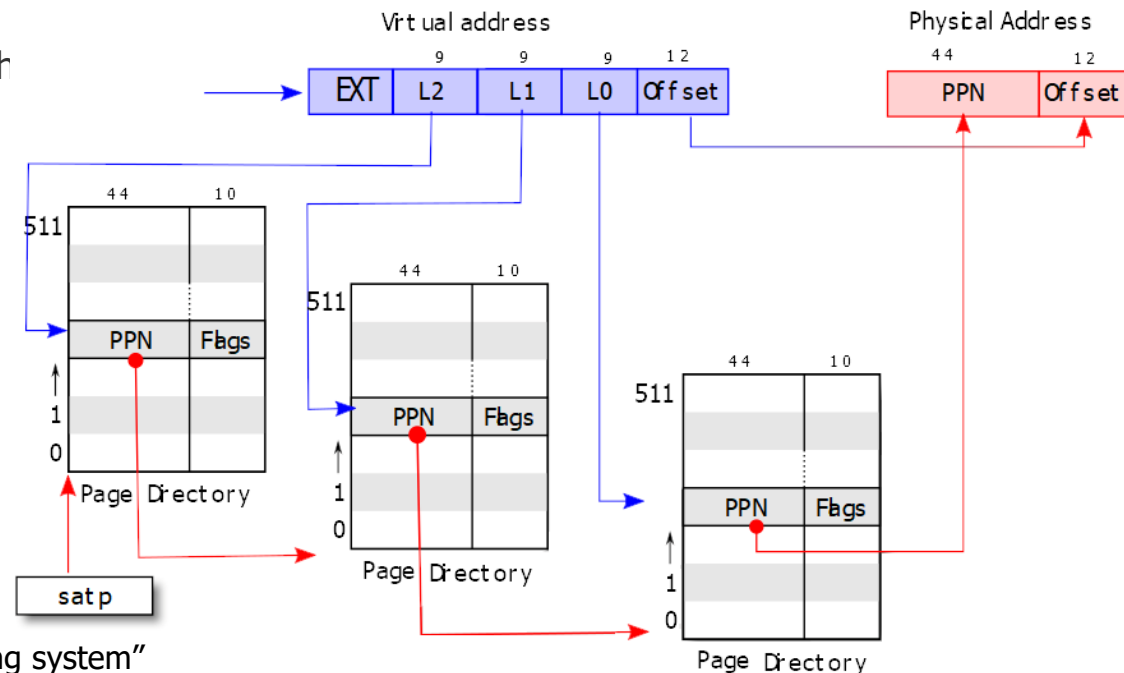 Virtual address
Physical Address
9 9 9 12
44 12
EXT L2 L1 L0 Offset
PPN Offset
44 10
511
PPN Flags
1
0
Page Directory
satp
44 10
511
PPN Flags
1
0
Page Directory
44 10
511
PPN Flags
1
0
Page Directory
ng system”